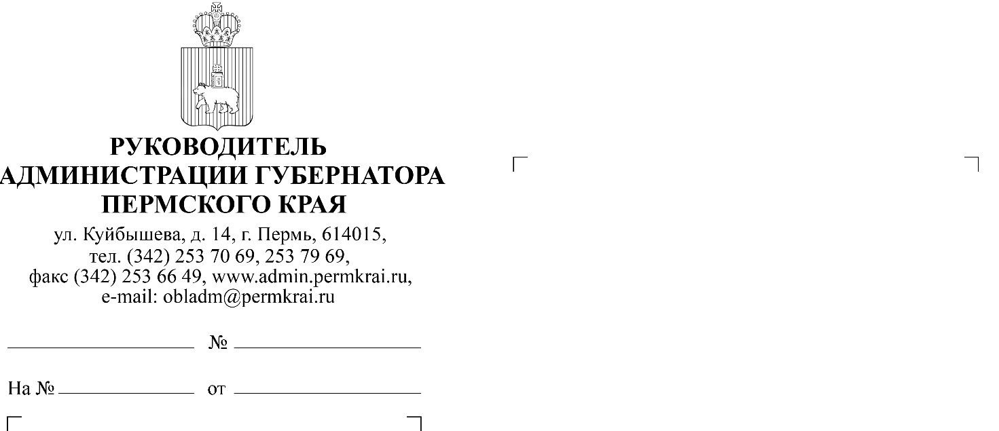 РУКОВОДИТЕЛЬ
АДМИНИСТРАЦИИ ГУБЕРНАТОРА
ПЕРМСКОГО КРАЯ
ул. Куйбышева, д. 14, г. Пермь, 614015,
тел. (342) 253 70 69, 253 79 69,
факс (342) 253 66 49, www.admin.permkrai.ru,
e-mail: obladm@permkrai.ru
№
На № от